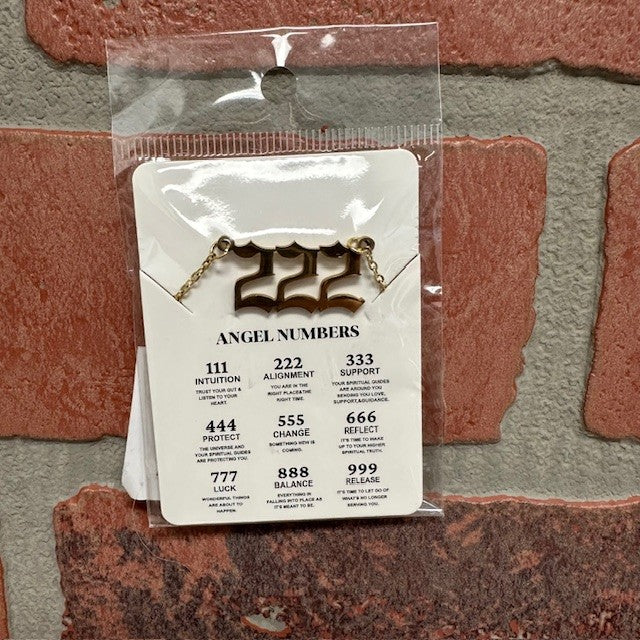 222
ANGEL NUMBERS
111
INTUITION
TRUST YOUR GUT &
LISTEN TO YOUR
HEART.
222
ALIGNMENT
YOU ARE IN THE
RIGHT PLACE&THE
RIGHT TIME.
333
SUPPORT
YOUR SPIRITUAL GUIDES
ARE AROUND YOU
SENDING YOU LOVE,
SUPPORT,&GUIDANCE.
444
PROTECT
THE UNIVERSE AND
YOUR SPIRITUAL GUIDES
ARE PROTECTING YOU.
555
CHANGE
SOMETHING NEW IS
COMING.
666
REFLECT
IT'S TIME TO WAKE
UP TO YOUR HIGHER
SPIRITUAL TRUTH.
777
LUCK
WONDERFUL THINGS
ARE ABOUT TO
HAPPEN.
888
BALANCE
EVERYTHING IN
FALLING INTO PLACE AS
IT'S MEANT TO BE.
999
RELEASE
IT'S TIME TO LET GO OF
WHAT'S NO LONGER
SERVING YOU.